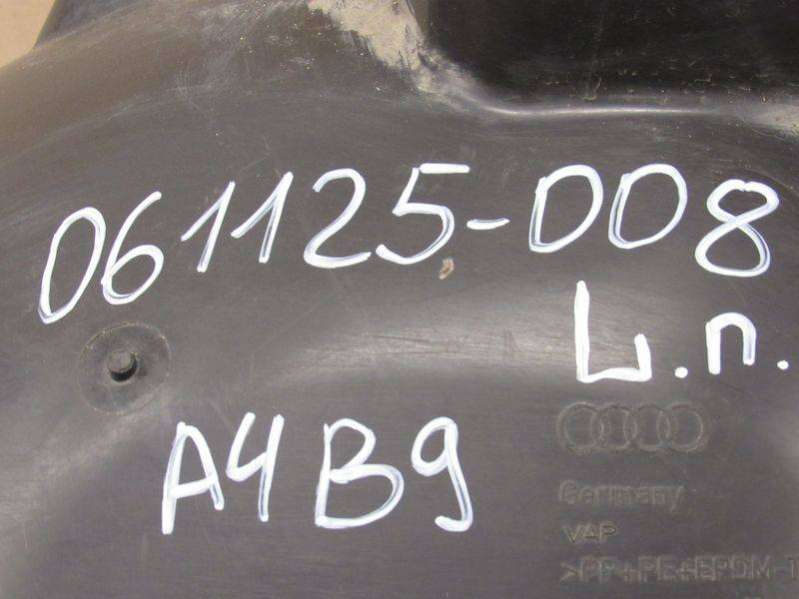 061125-008
L.п.
A4B9
Germany
VAP
>PP+PE+EPDM-T